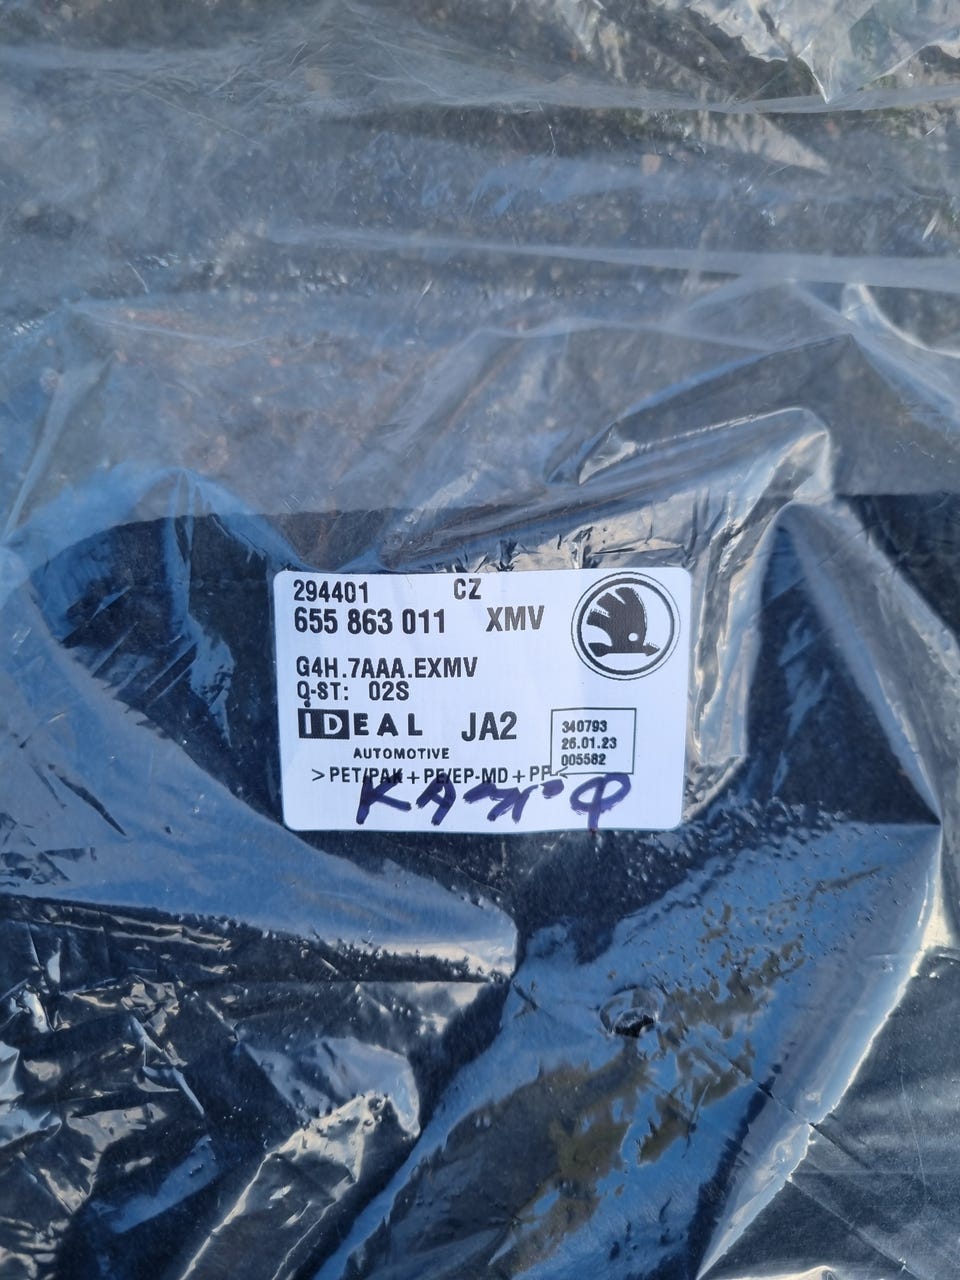 294401 CZ
655 863 011 XMV
G4H.7AAA.EXMV
Q-ST: 02S
IDEAL JA2
AUTOMOTIVE
340793
26.01.23
005582
>PET/PAK+PE/EP-MD+PP<